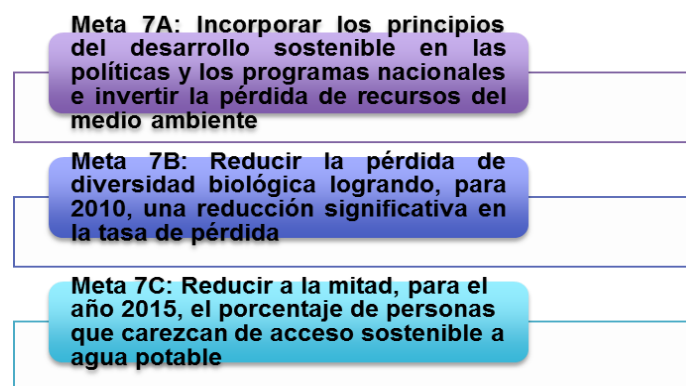 Meta 7A: Incorporar los principios
del desarrollo sostenible en las
políticas y los programas nacionales
e invertir la pérdida de recursos del
medio ambiente
Meta 7B: Reducir la pérdida de
diversidad biológica logrando, para
2010, una reducción significativa en
la tasa de pérdida
Meta 7C: Reducir a la mitad, para el
año 2015, el porcentaje de personas
que carezcan de acceso sostenible a
agua potable